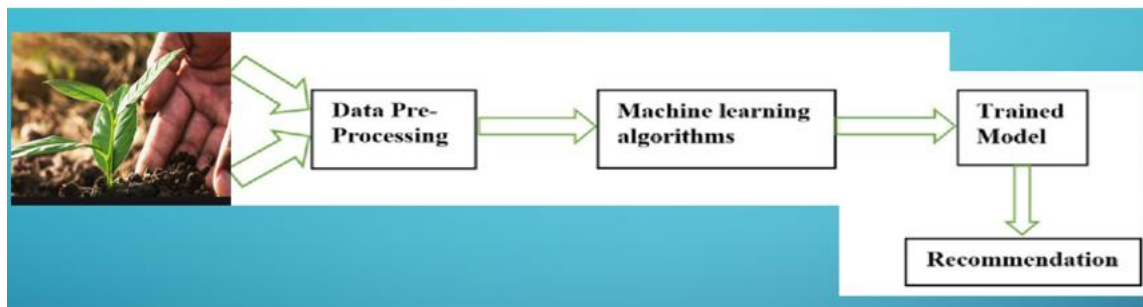 Data Pre-
Processing
Machine learning
algorithms
Trained
Model
Recommendation